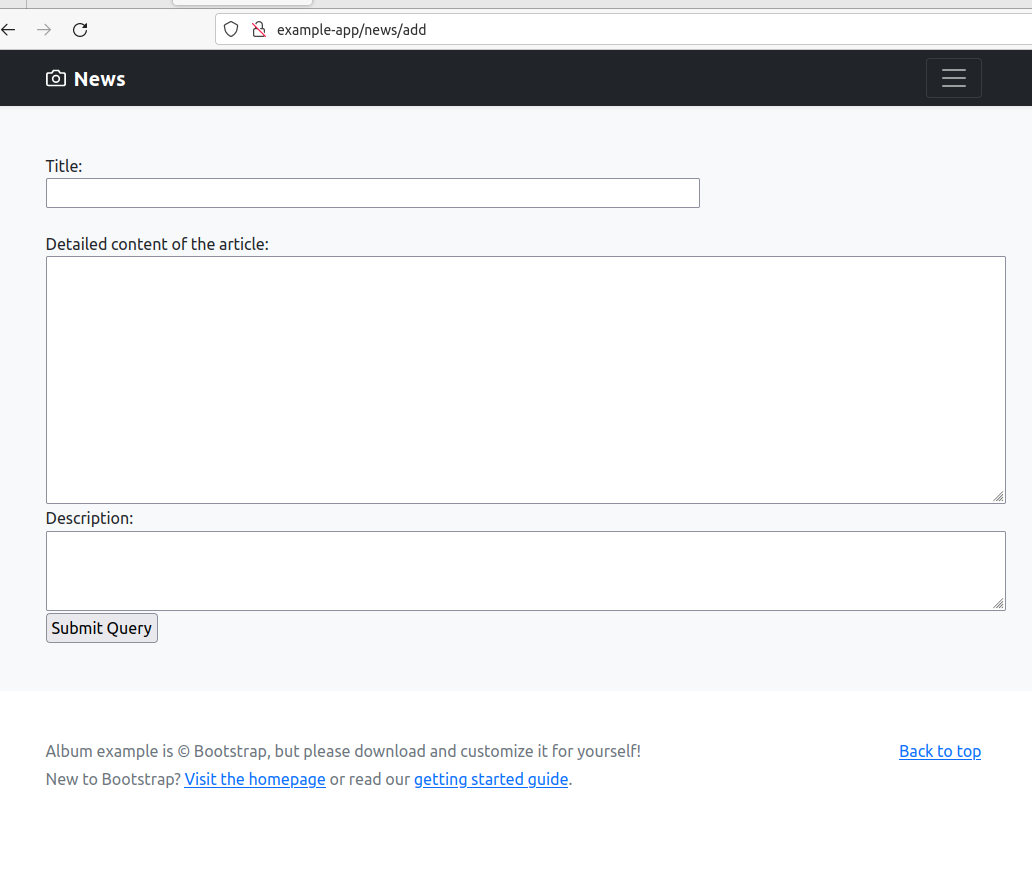 example-app/news/add
News
Title:
Detailed content of the article:
Description:
Submit Query
Album example is © Bootstrap, but please download and customize it for yourself! Back to top
New to Bootstrap? Visit the homepage or read our getting started guide.